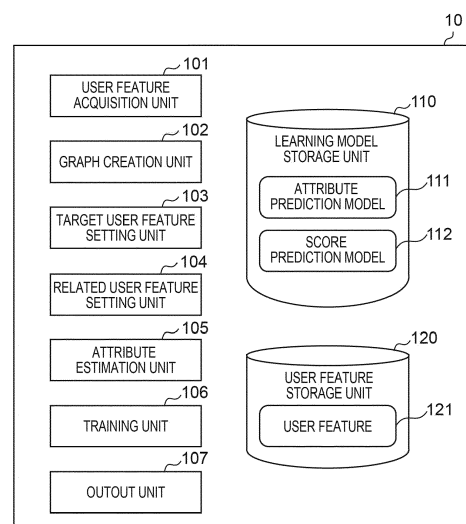 10
101
USER FEATURE
ACQUISITION UNIT
102
GRAPH CREATION UNIT
103
TARGET USER FEATURE
SETTING UNIT
104
RELATED USER FEATURE
SETTING UNIT
105
ATTRIBUTE
ESTIMATION UNIT
106
TRAINING UNIT
107
OUTOUT UNIT
110
LEARNING MODEL
STORAGE UNIT
111
ATTRIBUTE
PREDICTION MODEL
112
SCORE
PREDICTION MODEL
120
USER FEATURE
STORAGE UNIT
121
USER FEATURE